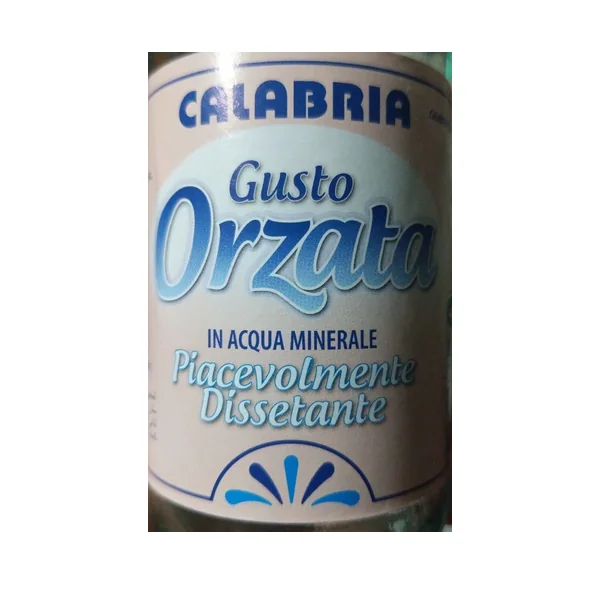 CALABRIA
Gusto
Orzata
IN ACQUA MINERALE
Piacevolmente
Dissetante